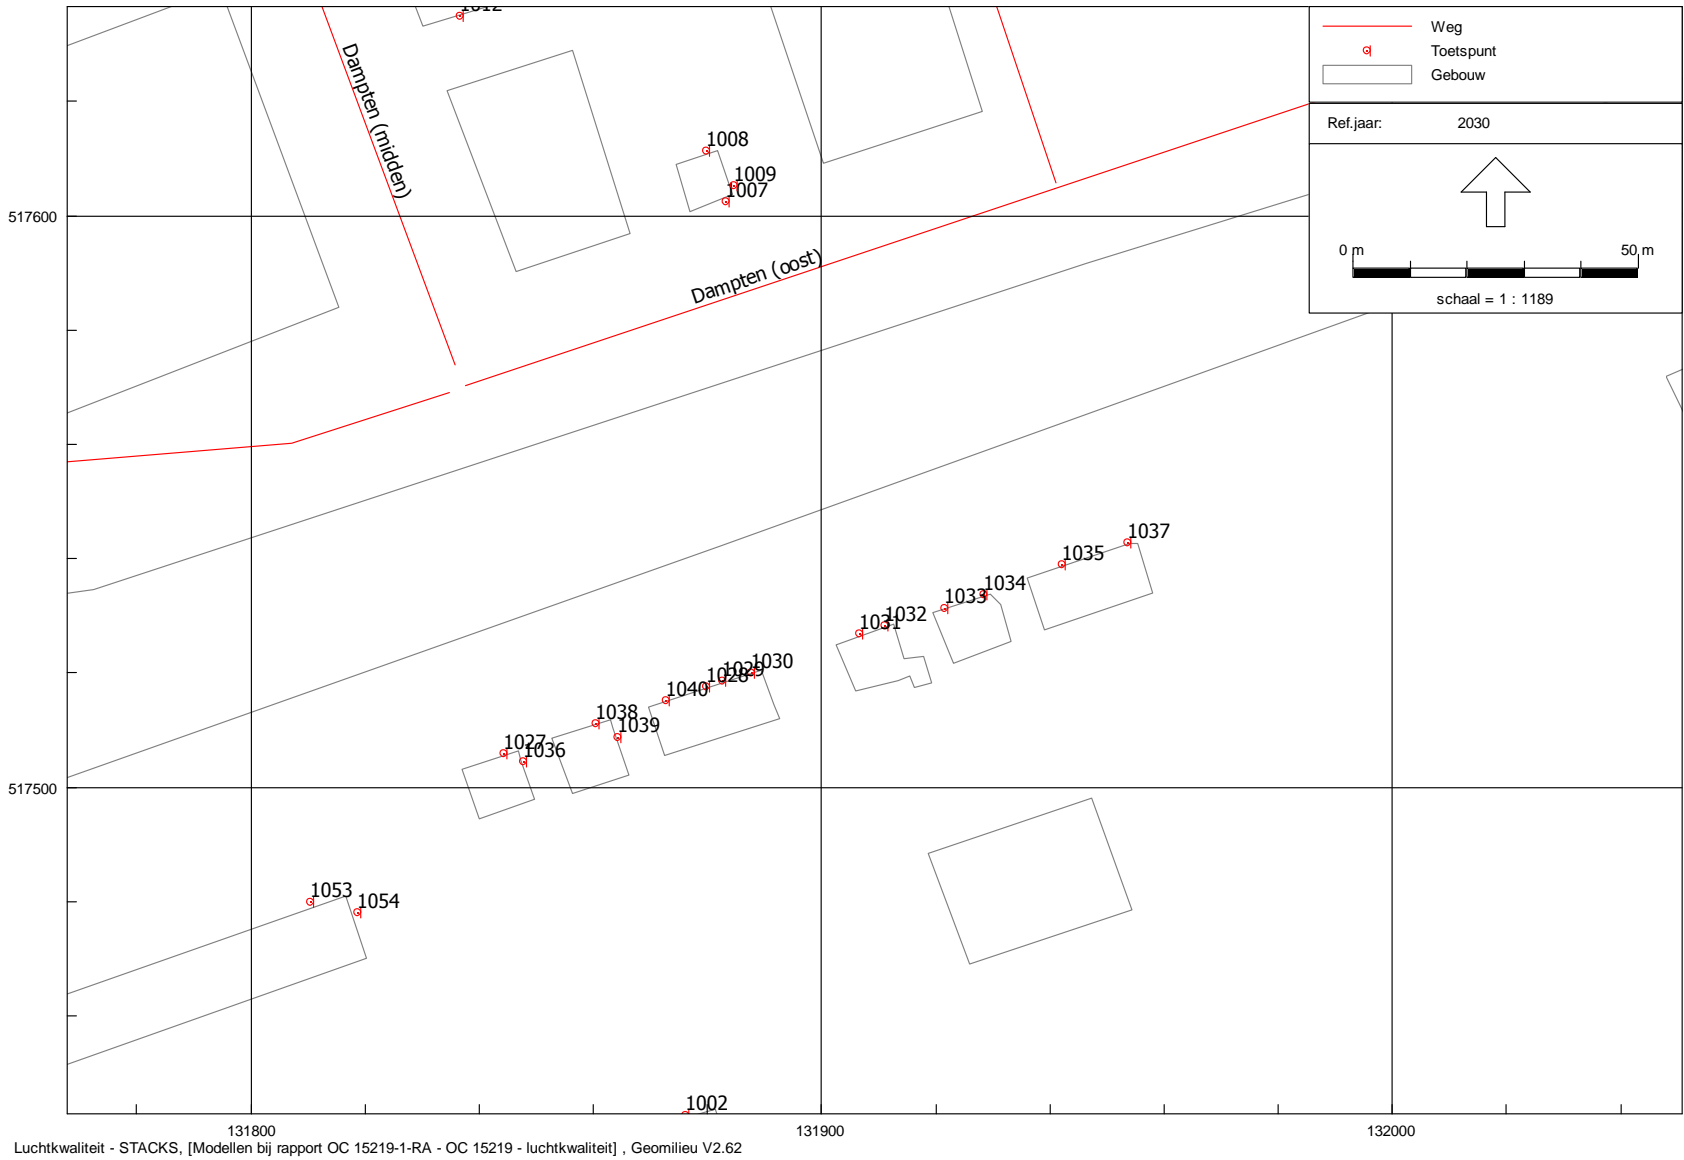 1012
Weg
Toetspunt
Gebouw
Ref.jaar: 2030
0 m 50 m
schaal = 1 : 1189
Dampten (midden)
1008
1009
1007
517600
Dampten (oost)
1037
1035
1034
1033
1032
1031
1030
1029
1028
1040
1038
1039
1027
1036
517500
1053
1054
1002
131800 131900 132000
Luchtkwaliteit - STACKS, [Modellen bij rapport OC 15219-1-RA - OC 15219 - luchtkwaliteit] , Geomilieu V2.62